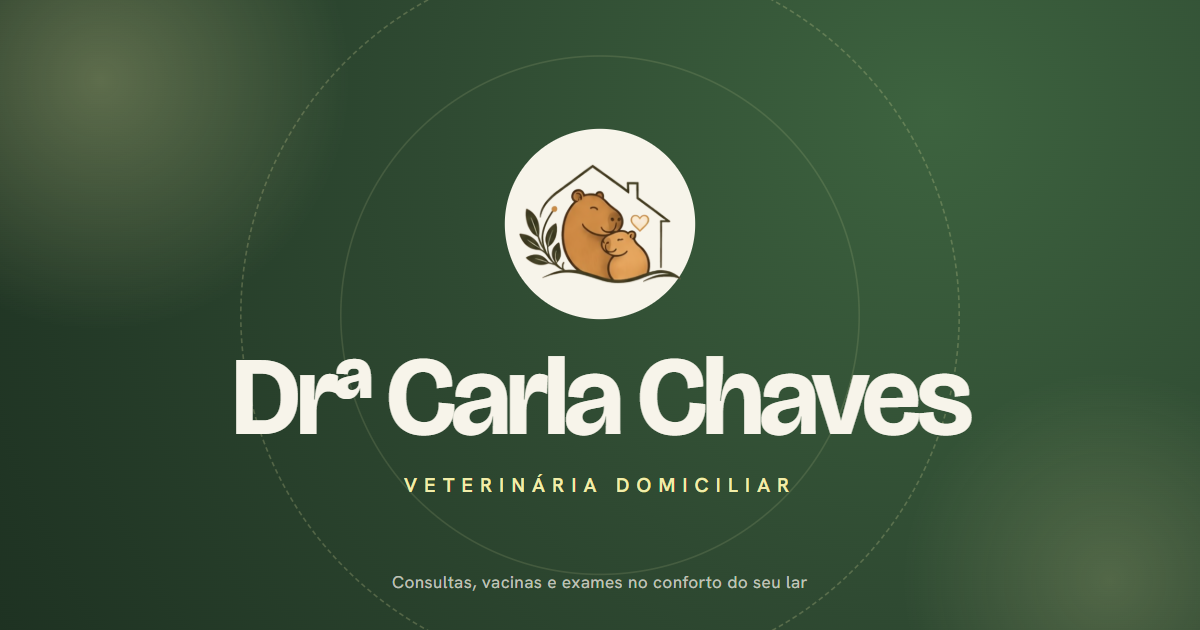 Drª Carla Chaves
VETERINÁRIA DOMICILIAR
Consultas, vacinas e exames no conforto do seu lar